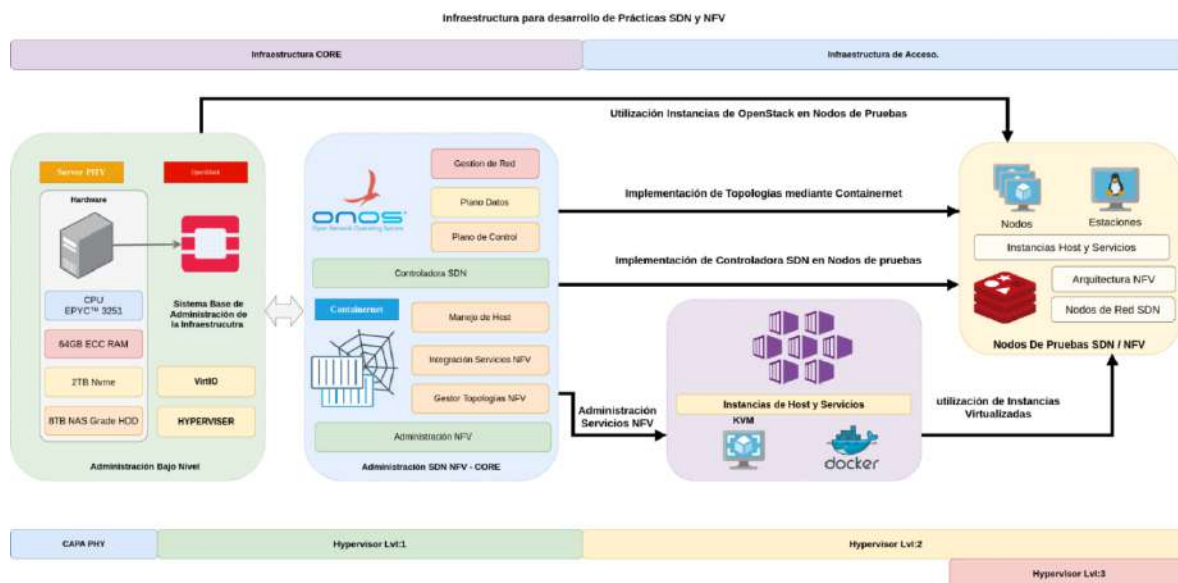 Infraestructura para desarrollo de Prácticas SDN y NFV
Infraestructura CORE
Infraestructura de Acceso.
Utilización Instancias de OpenStack en Nodos de Pruebas
Server PHY
OpenStack
Hardware
CPU
EPYC™ 3251
64GB ECC RAM
2TB Nvme
8TB NAS Grade HDD
Sistema Base de
Administración de
la Infraestrucutra
VirtIO
HYPERVISER
Administración Bajo Nivel
onos
Open Network Operating System
Gestion de Red
Plano Datos
Plano de Control
Controladora SDN
Containernet
Manejo de Host
Integración Servicios NFV
Gestor Topologías NFV
Administración NFV
Administración SDN NFV - CORE
Implementación de Topologías mediante Containernet
Implementación de Controladora SDN en Nodos de pruebas
Administración
Servicios NFV
Instancias de Host y Servicios
KVM
docker
utilización de Instancias
Virtualizadas
Nodos
Estaciones
Instancias Host y Servicios
Arquitectura NFV
Nodos de Red SDN
Nodos De Pruebas SDN / NFV
CAPA PHY
Hypervisor Lvl:1
Hypervisor Lvl:2
Hypervisor Lvl:3